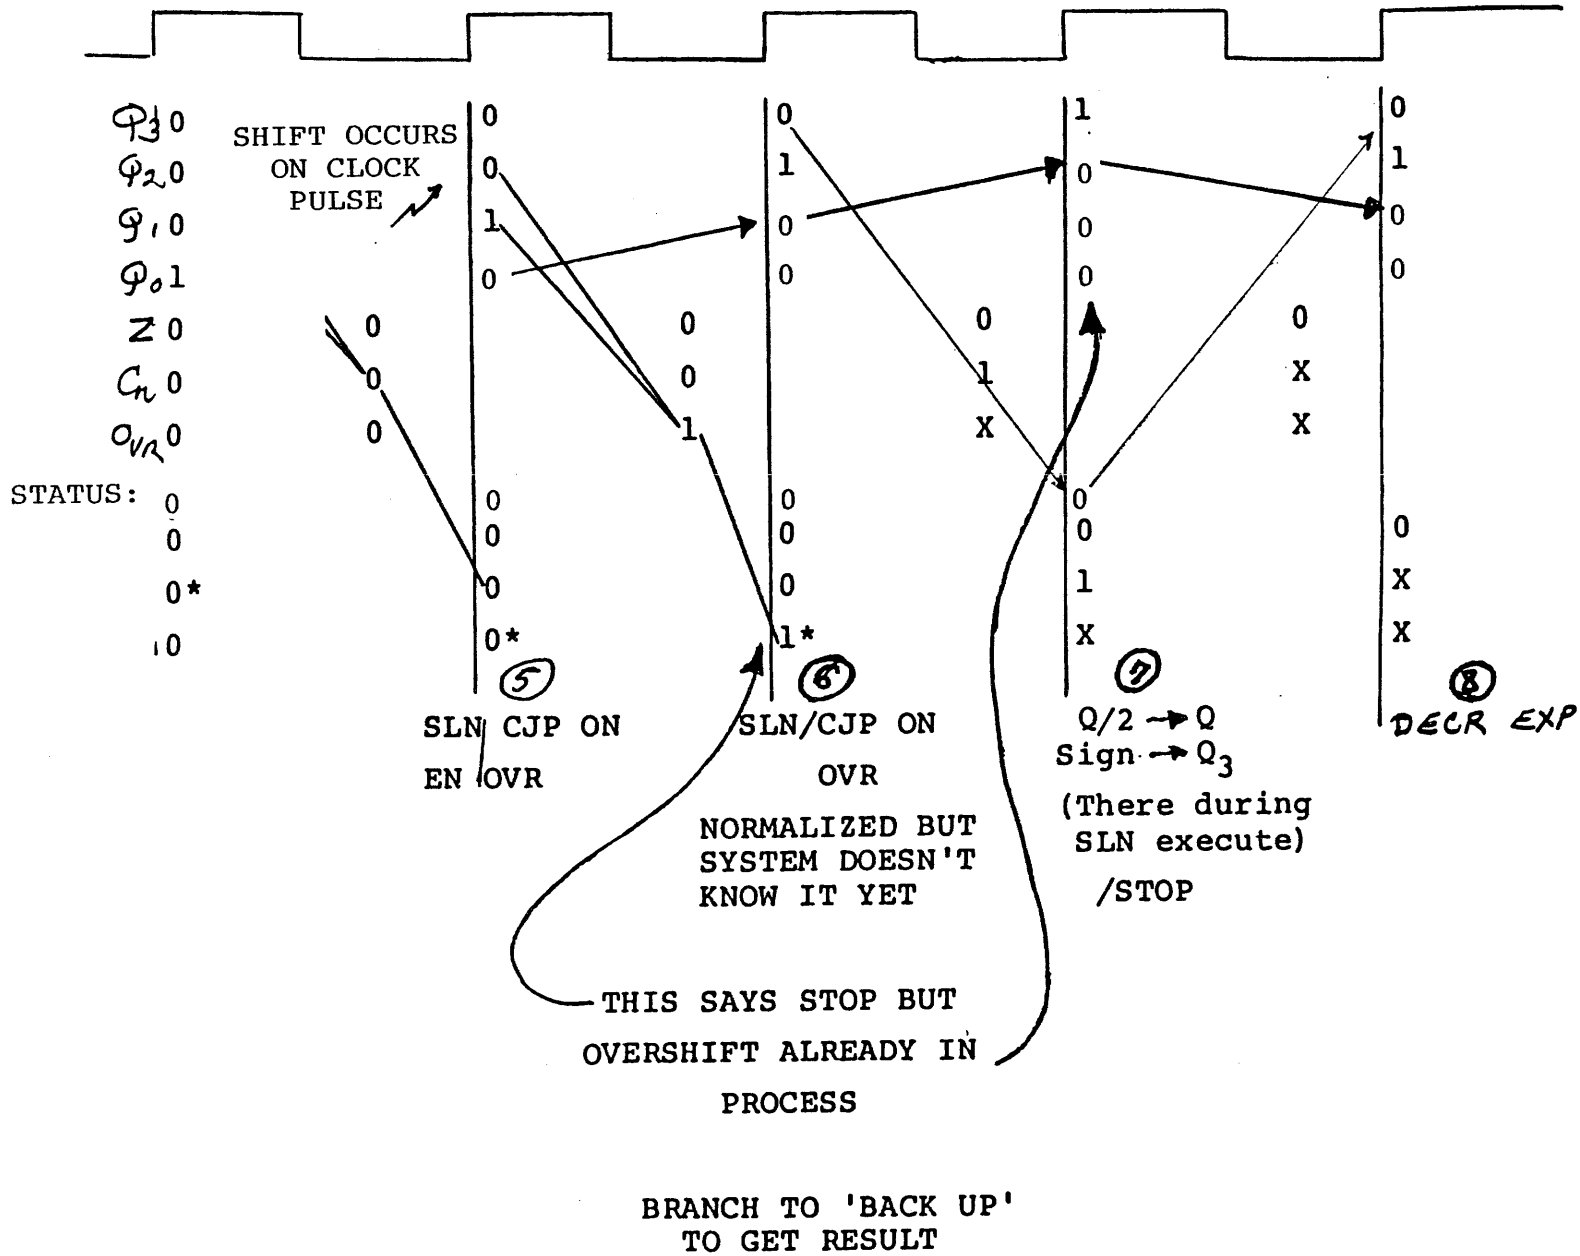 Q3 0 0 0 1 0
SHIFT OCCURS
ON CLOCK
PULSE
Q2 0 0 1 0 1
Q1 0 1 0 0 0
Q0 1 0 0 0 0
Z 0 0 0 0 0
Cn 0 0 0 1 X
OVR 0 0 1 X X
STATUS: 0 0 0 0
0 0 0 0 0
0* 0 0 1 X
0 0* 1* X X
5 6 7 8
SLN CJP ON
EN OVR
SLN/CJP ON
OVR
NORMALIZED BUT
SYSTEM DOESN'T
KNOW IT YET
Q/2 → Q
Sign → Q3
(There during
SLN execute)
/STOP
DECR EXP
THIS SAYS STOP BUT
OVERSHIFT ALREADY IN
PROCESS
BRANCH TO 'BACK UP'
TO GET RESULT